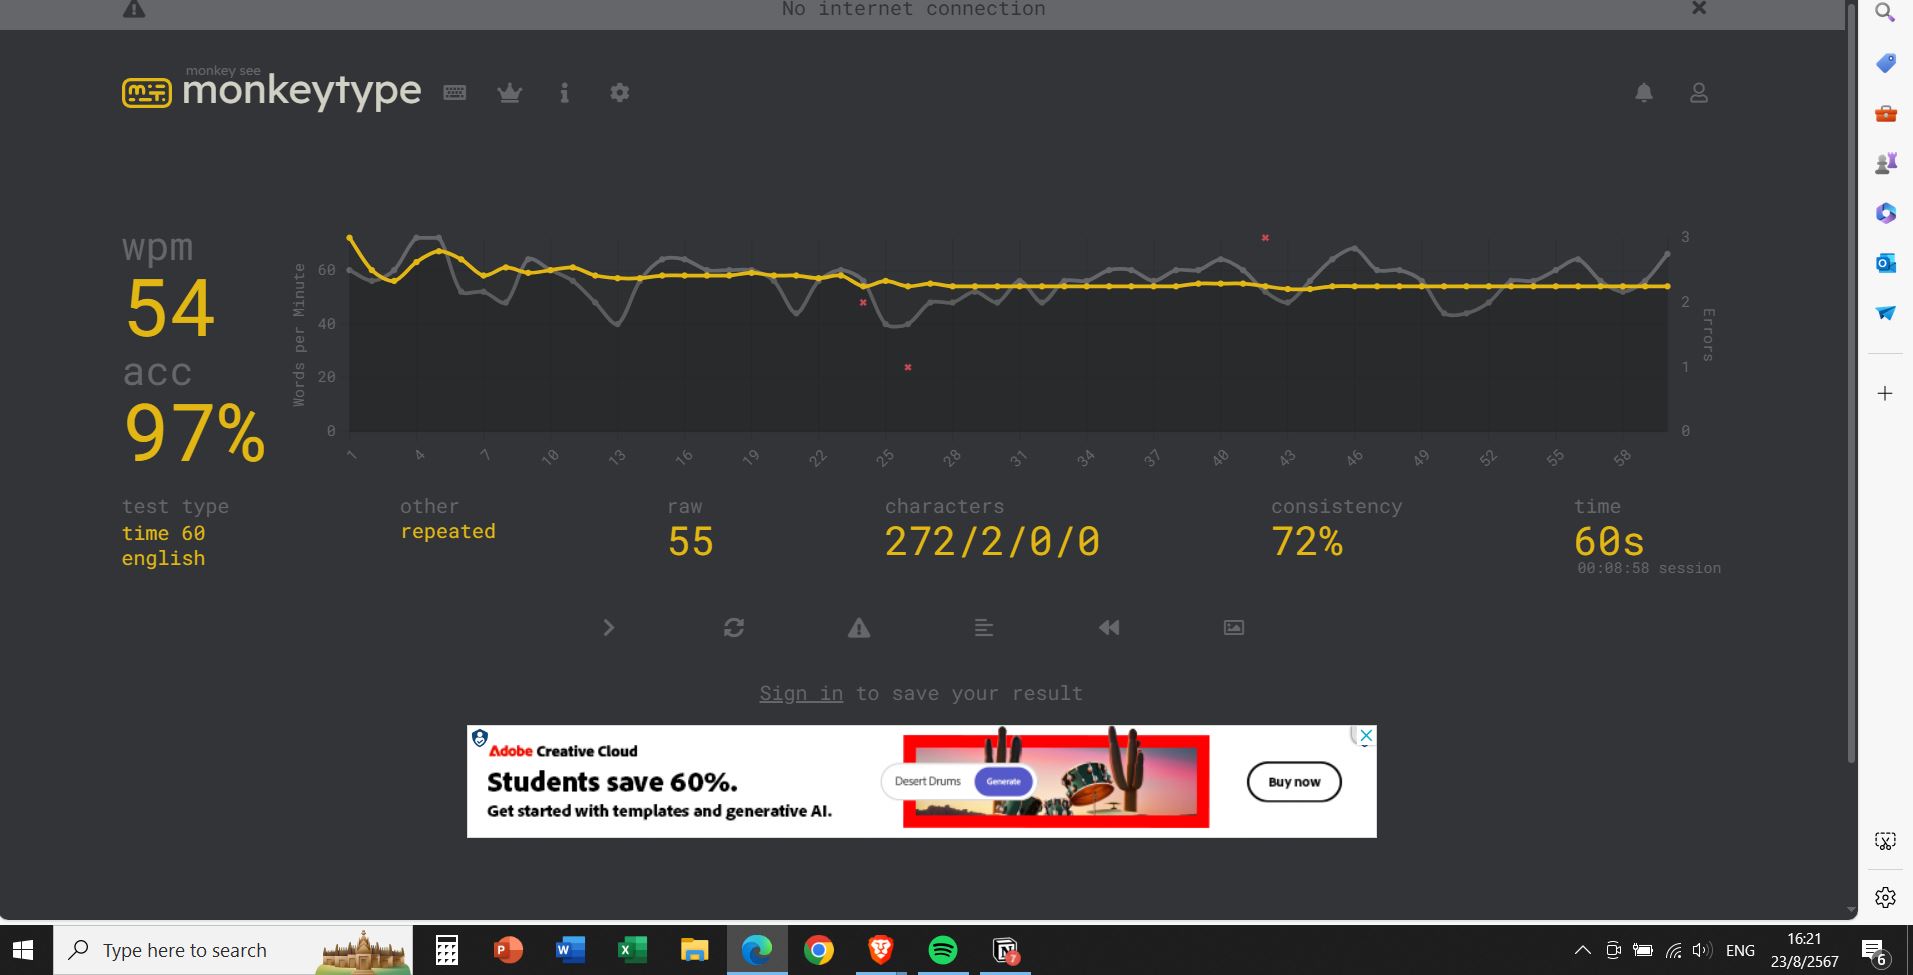 No internet connection
monkey see
monkeytype
wpm
54
acc
97%
Words per Minute
60
40
20
0
3
2
1
0
Errors
1 4 7 10 13 16 19 22 25 28 31 34 37 40 43 46 49 52 55 58
test type
time 60
english
other
repeated
raw
55
characters
272/2/0/0
consistency
72%
time
60s
00:08:58 session
Sign in to save your result
Adobe Creative Cloud
Students save 60%.
Get started with templates and generative AI.
Desert Drums
Generate
Buy now
Type here to search
7
ENG
16:21
23/8/2567
6